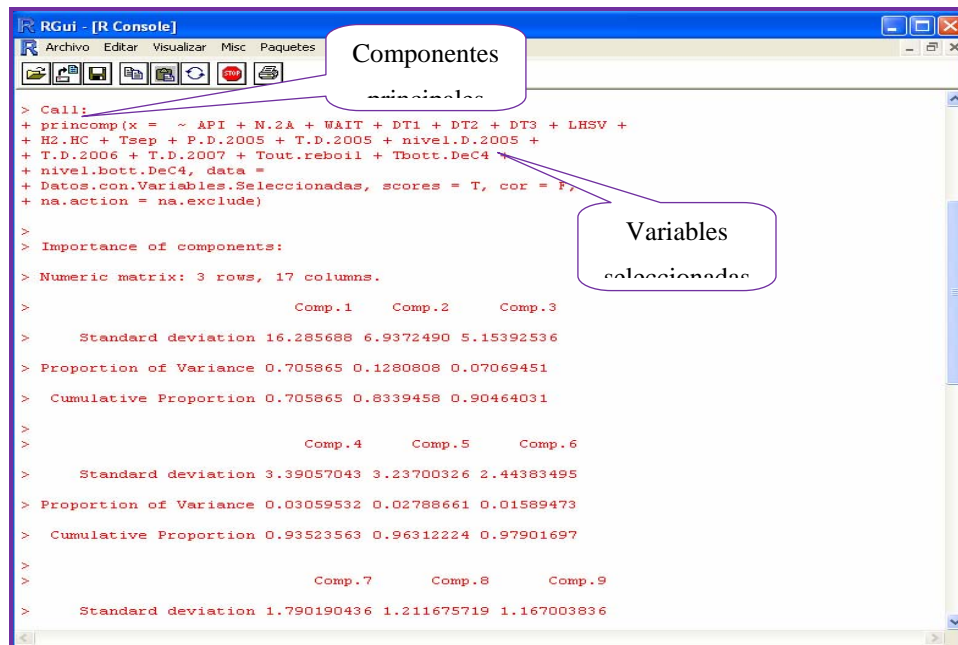 RGui - [R Console]
Archivo Editar Visualizar Misc Paquetes
STOP
Componentes
principales
> Call:
+ princomp(x = ~ API + N.2A + WAIT + DT1 + DT2 + DT3 + LHSV +
+ H2.HC + Tsep + P.D.2005 + T.D.2005 + nivel.D.2005 +
+ T.D.2006 + T.D.2007 + Tout.reboil + Tbott.DeC4 +
+ nivel.bott.DeC4, data =
+ Datos.con.Variables.Seleccionadas, scores = T, cor = F,
+ na.action = na.exclude)
Variables
seleccionadas
>
> Importance of components:
> Numeric matrix: 3 rows, 17 columns.
> Comp.1 Comp.2 Comp.3
> Standard deviation 16.285688 6.9372490 5.15392536
> Proportion of Variance 0.705865 0.1280808 0.07069451
> Cumulative Proportion 0.705865 0.8339458 0.90464031
>
> Comp.4 Comp.5 Comp.6
> Standard deviation 3.39057043 3.23700326 2.44383495
> Proportion of Variance 0.03059532 0.02788661 0.01589473
> Cumulative Proportion 0.93523563 0.96312224 0.97901697
>
> Comp.7 Comp.8 Comp.9
> Standard deviation 1.790190436 1.211675719 1.167003836